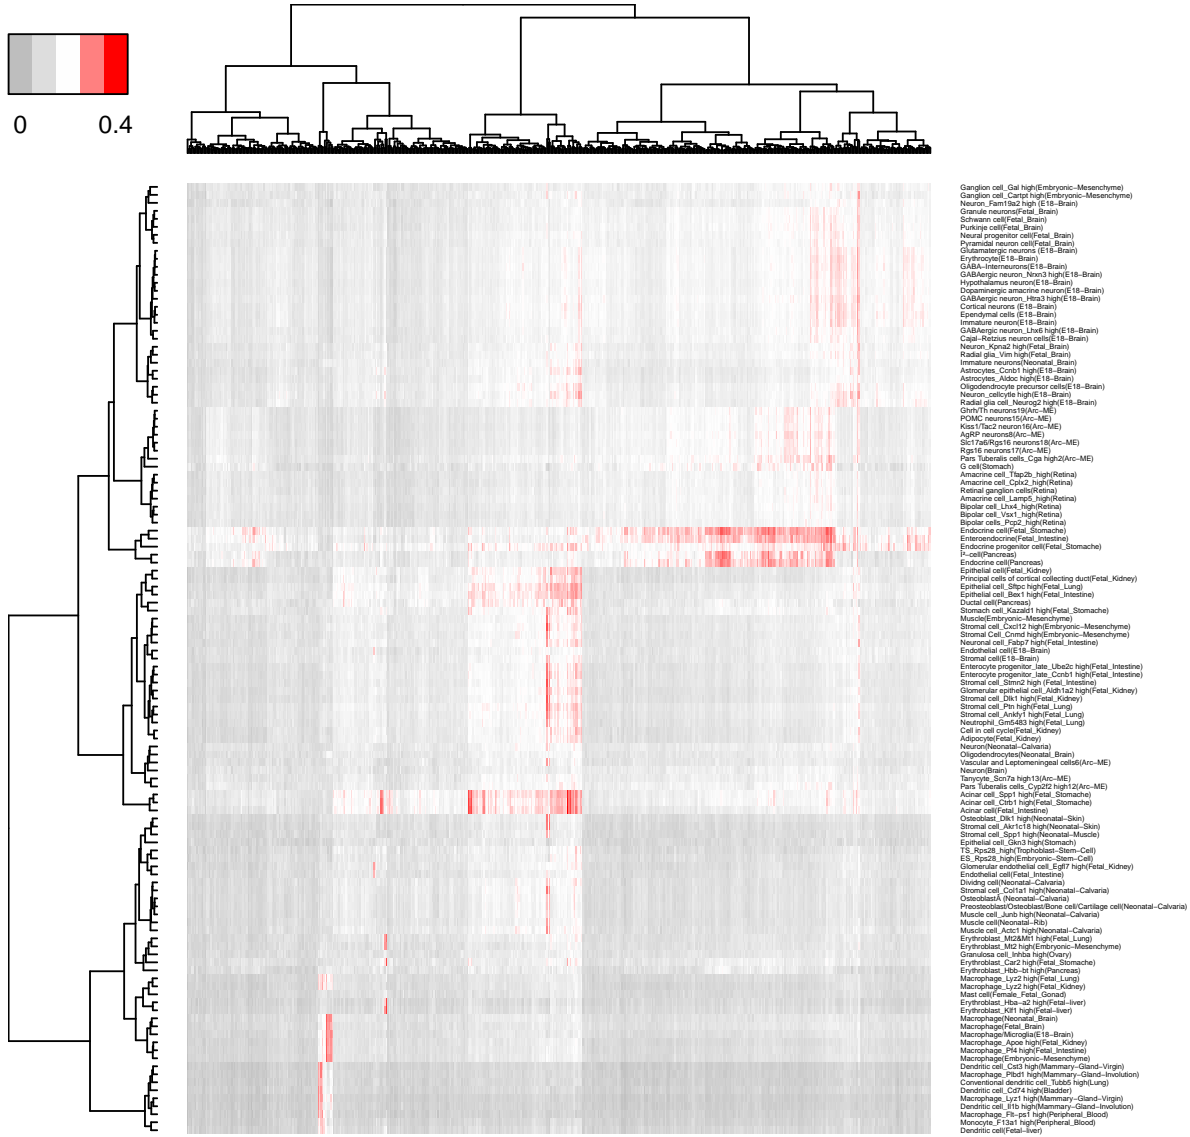 0 0.4
Ganglion cell_Gal high(Embryonic-Mesenchyme)
Ganglion cell_Cartpt high(Embryonic-Mesenchyme)
Neuron_Fam19a2 high (E18-Brain)
Granule neurons(Fetal_Brain)
Schwann cell(Fetal_Brain)
Purkinje cell(Fetal_Brain)
Neural progenitor cell(Fetal_Brain)
Pyramidal neuron cell(Fetal_Brain)
Glutamatergic neurons (E18-Brain)
Erythrocyte(E18-Brain)
GABA-Interneurons(E18-Brain)
GABAergic neuron_Nrxn3 high(E18-Brain)
Hypothalamus neuron(E18-Brain)
Dopaminergic amacrine neuron(E18-Brain)
GABAergic neuron_Htra3 high(E18-Brain)
Cortical neurons (E18-Brain)
Ependymal cells (E18-Brain)
Immature neuron(E18-Brain)
GABAergic neuron_Lhx6 high(E18-Brain)
Cajal-Retzius neuron cells(E18-Brain)
Neuron_Kpna2 high(Fetal_Brain)
Radial glia_Vim high(Fetal_Brain)
Immature neurons(Neonatal_Brain)
Astrocytes_Ccnb1 high(E18-Brain)
Astrocytes_Aldoc high(E18-Brain)
Oligodendrocyte precursor cells(E18-Brain)
Neuron_cellcytle high(E18-Brain)
Radial glia cell_Neurog2 high(E18-Brain)
Ghrh/Th neurons19(Arc-ME)
POMC neurons15(Arc-ME)
Kiss1/Tac2 neuron16(Arc-ME)
AgRP neurons8(Arc-ME)
Slc17a6/Rgs16 neurons18(Arc-ME)
Rgs16 neurons17(Arc-ME)
Pars Tuberalis cells_Cga high2(Arc-ME)
G cell(Stomach)
Amacrine cell_Tfap2b_high(Retina)
Amacrine cell_Cplx2_high(Retina)
Retinal ganglion cells(Retina)
Amacrine cell_Lamp5_high(Retina)
Bipolar cell_Lhx4_high(Retina)
Bipolar cell_Vsx1_high(Retina)
Bipolar cells_Pcp2_high(Retina)
Endocrine cell(Fetal_Stomache)
Enteroendocrine(Fetal_Intestine)
Endocrine progenitor cell(Fetal_Stomache)
-cell(Pancreas)
Endocrine cell(Pancreas)
Epithelial cell(Fetal_Kidney)
Principal cells of cortical collecting duct(Fetal_Kidney)
Epithelial cell_Sftpc high(Fetal_Lung)
Epithelial cell_Bex1 high(Fetal_Intestine)
Ductal cell(Pancreas)
Stomach cell_Kazald1 high(Fetal_Stomache)
Muscle(Embryonic-Mesenchyme)
Stromal cell_Cxcl12 high(Embryonic-Mesenchyme)
Stromal Cell_Cnmd high(Embryonic-Mesenchyme)
Neuronal cell_Fabp7 high(Fetal_Intestine)
Endothelial cell(E18-Brain)
Stromal cell(E18-Brain)
Enterocyte progenitor_late_Ube2c high(Fetal_Intestine)
Enterocyte progenitor_late_Ccnb1 high(Fetal_Intestine)
Stromal cell_Stmn2 high (Fetal_Intestine)
Glomerular epithelial cell_Aldh1a2 high(Fetal_Kidney)
Stromal cell_Dlk1 high(Fetal_Kidney)
Stromal cell_Ptn high(Fetal_Lung)
Stromal cell_Ankfy1 high(Fetal_Lung)
Neutrophil_Gm5483 high(Fetal_Lung)
Cell in cell cycle(Fetal_Kidney)
Adipocyte(Fetal_Kidney)
Neuron(Neonatal-Calvaria)
Oligodendrocytes(Neonatal_Brain)
Vascular and Leptomeningeal cells6(Arc-ME)
Neuron(Brain)
Tanycyte_Scn7a high13(Arc-ME)
Pars Tuberalis cells_Cyp2f2 high12(Arc-ME)
Acinar cell_Spp1 high(Fetal_Stomache)
Acinar cell_Ctrb1 high(Fetal_Stomache)
Acinar cell(Fetal_Intestine)
Osteoblast_Dlk1 high(Neonatal-Skin)
Stromal cell_Akr1c18 high(Neonatal-Skin)
Stromal cell_Spp1 high(Neonatal-Muscle)
Epithelial cell_Gkn3 high(Stomach)
TS_Rps28_high(Trophoblast-Stem-Cell)
ES_Rps28_high(Embryonic-Stem-Cell)
Glomerular endothelial cell_Egfl7 high(Fetal_Kidney)
Endothelial cell(Fetal_Intestine)
Dividng cell(Neonatal-Calvaria)
Stromal cell_Col1a1 high(Neonatal-Calvaria)
OsteoblastÂ (Neonatal-Calvaria)
Preosteoblast/Osteoblast/Bone cell/Cartilage cell(Neonatal-Calvaria)
Muscle cell_Junb high(Neonatal-Calvaria)
Muscle cell(Neonatal-Rib)
Muscle cell_Actc1 high(Neonatal-Calvaria)
Erythroblast_Mt2&Mt1 high(Fetal_Lung)
Erythroblast_Mt2 high(Embryonic-Mesenchyme)
Granulosa cell_Inhba high(Ovary)
Erythroblast_Car2 high(Fetal_Stomache)
Erythroblast_Hbb-bt high(Pancreas)
Macrophage_Lyz2 high(Fetal_Lung)
Macrophage_Lyz2 high(Fetal_Kidney)
Mast cell(Female_Fetal_Gonad)
Erythroblast_Hba-a2 high(Fetal-liver)
Erythroblast_Klf1 high(Fetal-liver)
Macrophage(Neonatal_Brain)
Macrophage(Fetal_Brain)
Macrophage/Microglia(E18-Brain)
Macrophage_Apoe high(Fetal_Kidney)
Macrophage_Pf4 high(Fetal_Intestine)
Macrophage(Embryonic-Mesenchyme)
Dendritic cell_Cst3 high(Mammary-Gland-Virgin)
Macrophage_Plbd1 high(Mammary-Gland-Involution)
Conventional dendritic cell_Tubb5 high(Lung)
Dendritic cell_Cd74 high(Bladder)
Macrophage_Lyz1 high(Mammary-Gland-Virgin)
Dendritic cell_Il1b high(Mammary-Gland-Involution)
Macrophage_Flt-ps1 high(Peripheral_Blood)
Monocyte_F13a1 high(Peripheral_Blood)
Dendritic cell(Fetal-liver)